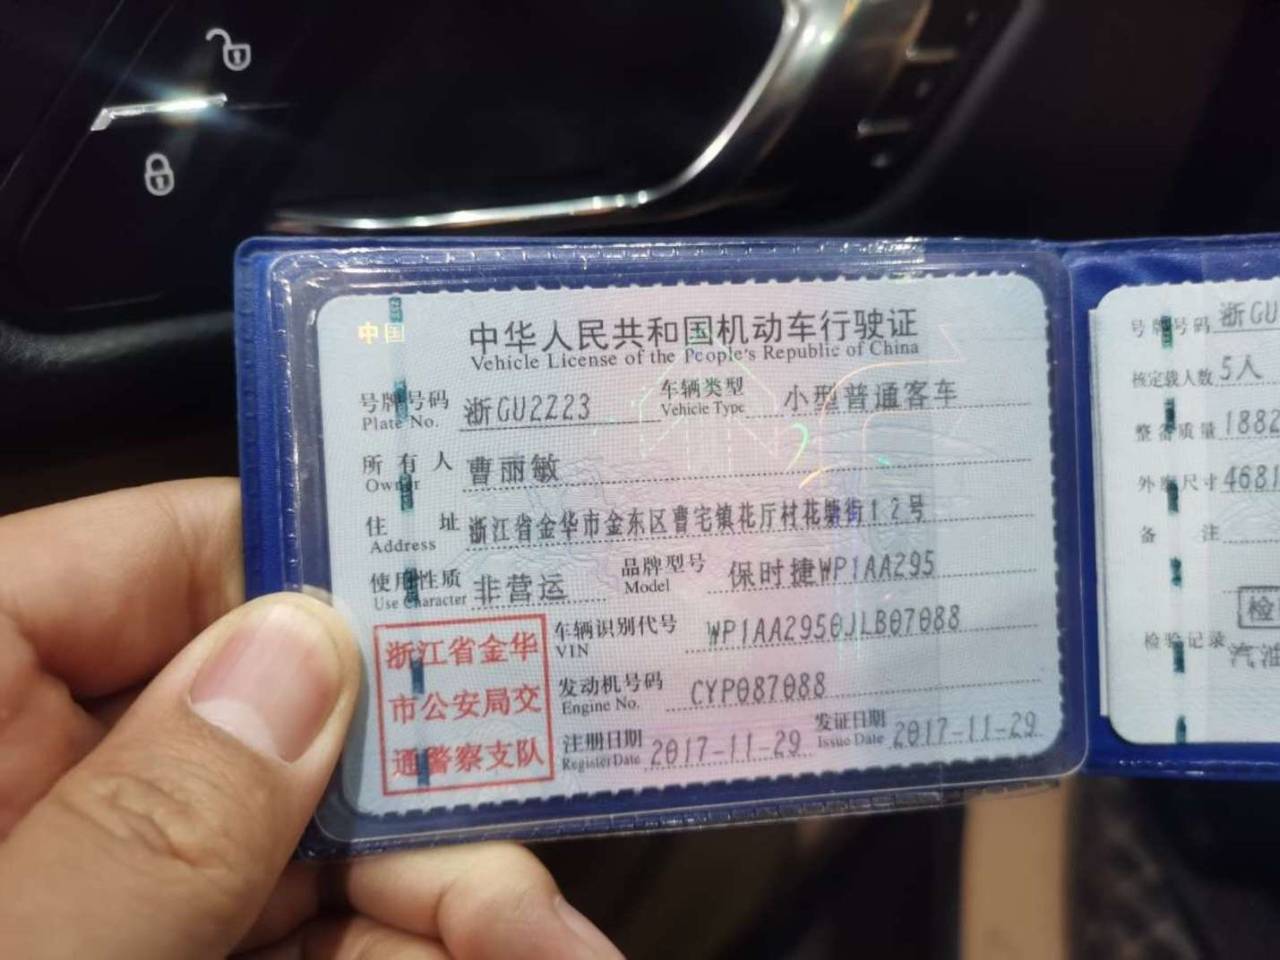 中国
中华人民共和国机动车行驶证
Vehicle License of the People's Republic of China
号牌号码 浙GU2Z23 车辆类型 小型普通客车
Plate No. Vehicle Type
所有人 曹丽敏
Owner
住址 浙江省金华市金东区曹宅镇花厅村花塘街12号
Address
使用性质 非营运 品牌型号 保时捷WP1AA295
Use Character Model
浙江省金华
市公安局交
通警察支队
车辆识别代号 WP1AA2950JLB07088
VIN
发动机号码 CYP087088
Engine No.
注册日期 2017-11-29 发证日期 2017-11-29
Register Date Issue Date
号牌号码 浙GU
核定载人数 5人
整备质量 1882
外廓尺寸 4681
备注
检
检验记录 汽油